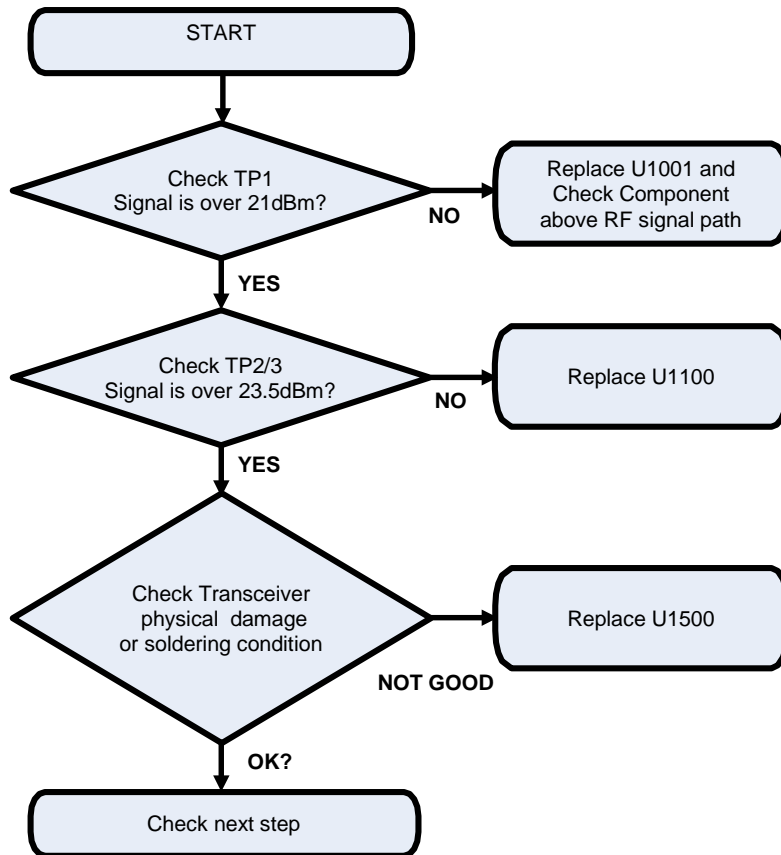 START
Check TP1
Signal is over 21dBm?
NO
Replace U1001 and
Check Component
above RF signal path
YES
Check TP2/3
Signal is over 23.5dBm?
NO
Replace U1100
YES
Check Transceiver
physical damage
or soldering condition
NOT GOOD
Replace U1500
OK?
Check next step